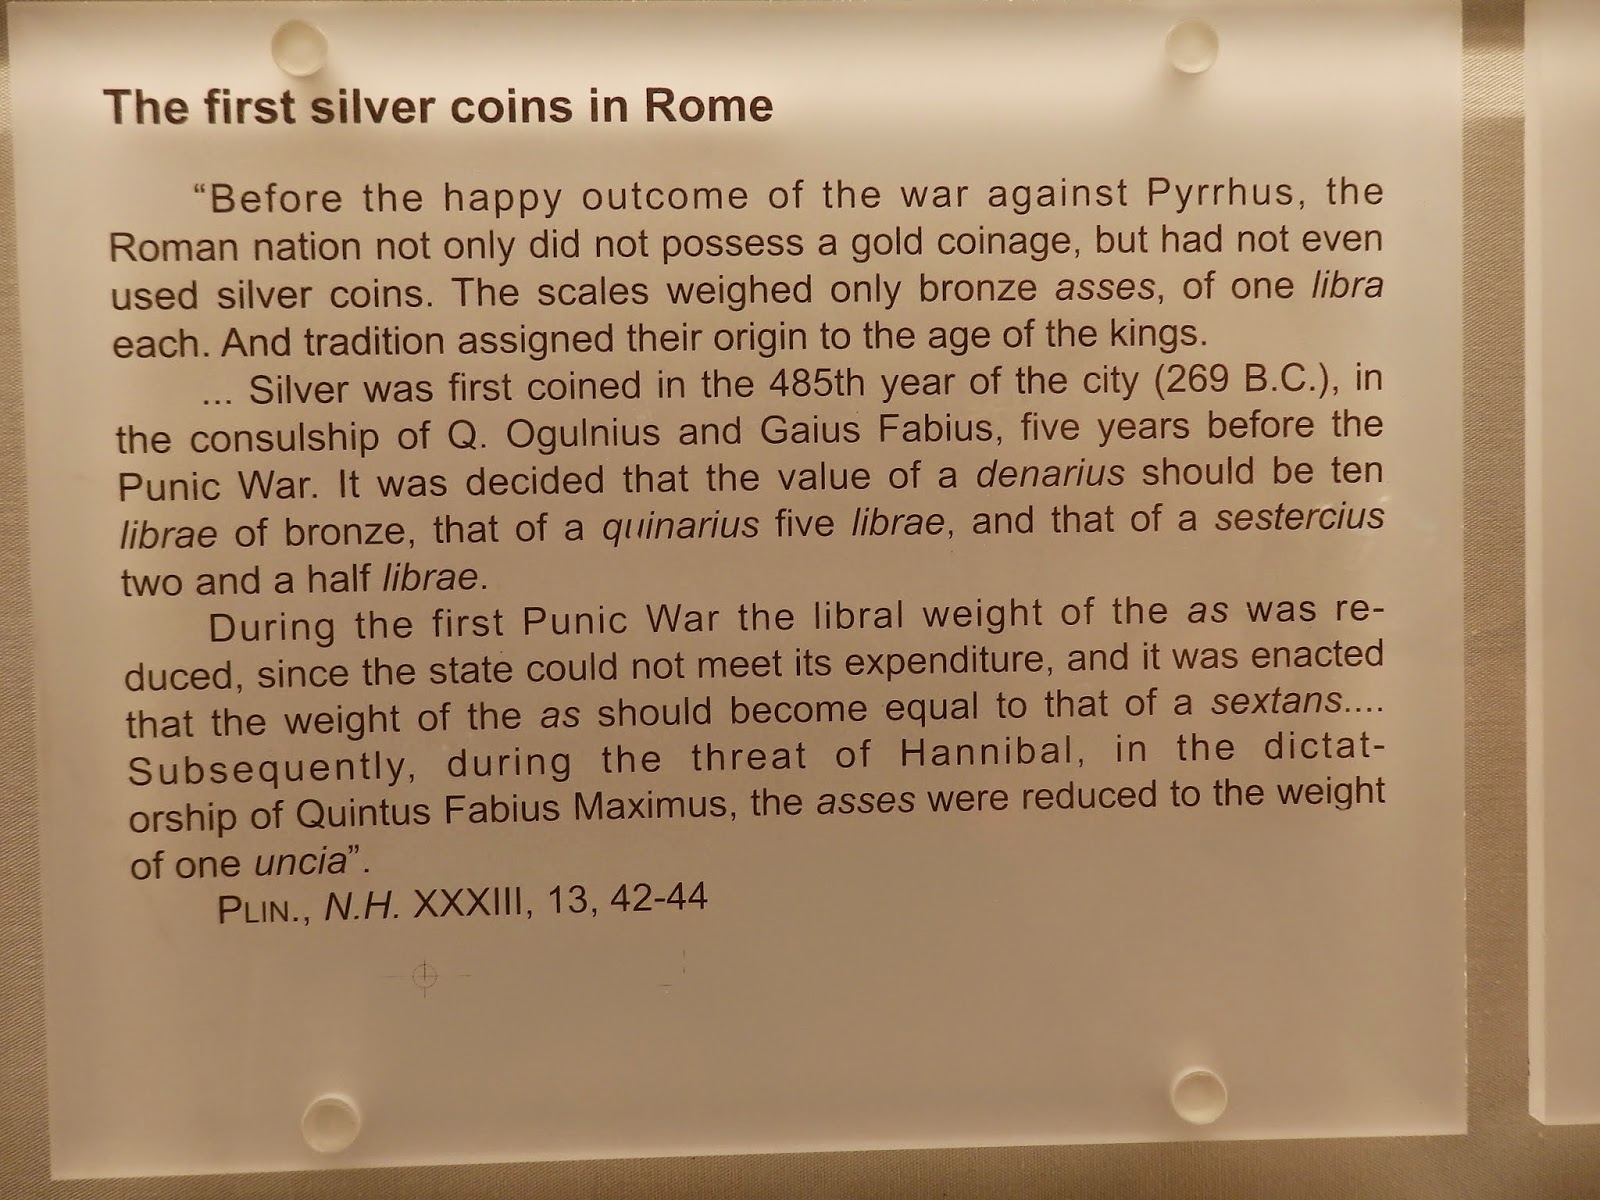 The first silver coins in Rome
“Before the happy outcome of the war against Pyrrhus, the
Roman nation not only did not possess a gold coinage, but had not even
used silver coins. The scales weighed only bronze asses, of one libra
each. And tradition assigned their origin to the age of the kings.
... Silver was first coined in the 485th year of the city (269 B.C.), in
the consulship of Q. Ogulnius and Gaius Fabius, five years before the
Punic War. It was decided that the value of a denarius should be ten
librae of bronze, that of a quinarius five librae, and that of a sestercius
two and a half librae.
During the first Punic War the libral weight of the as was re-
duced, since the state could not meet its expenditure, and it was enacted
that the weight of the as should become equal to that of a sextans....
Subsequently, during the threat of Hannibal, in the dictat-
orship of Quintus Fabius Maximus, the asses were reduced to the weight
of one uncia”.
PLIN., N.H. XXXIII, 13, 42-44